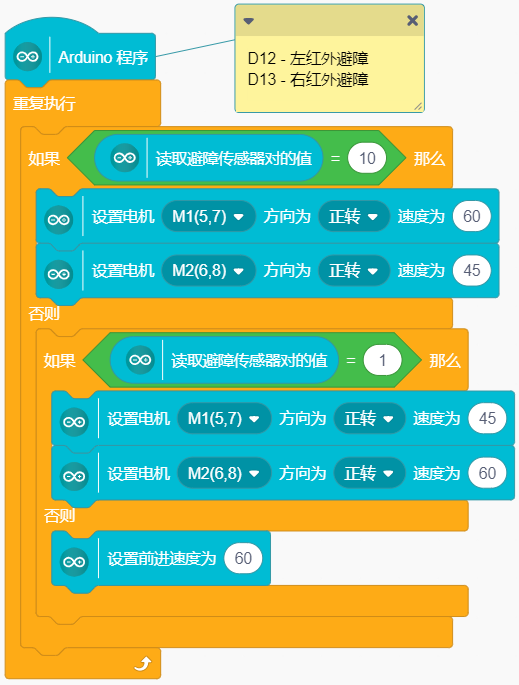 D12 - 左红外避障
D13 - 右红外避障
Arduino 程序
重复执行
如果 读取避障传感器对的值 = 10 那么
设置电机 M1(5,7) 方向为 正转 速度为 60
设置电机 M2(6,8) 方向为 正转 速度为 45
否则
如果 读取避障传感器对的值 = 1 那么
设置电机 M1(5,7) 方向为 正转 速度为 45
设置电机 M2(6,8) 方向为 正转 速度为 60
否则
设置前进速度为 60